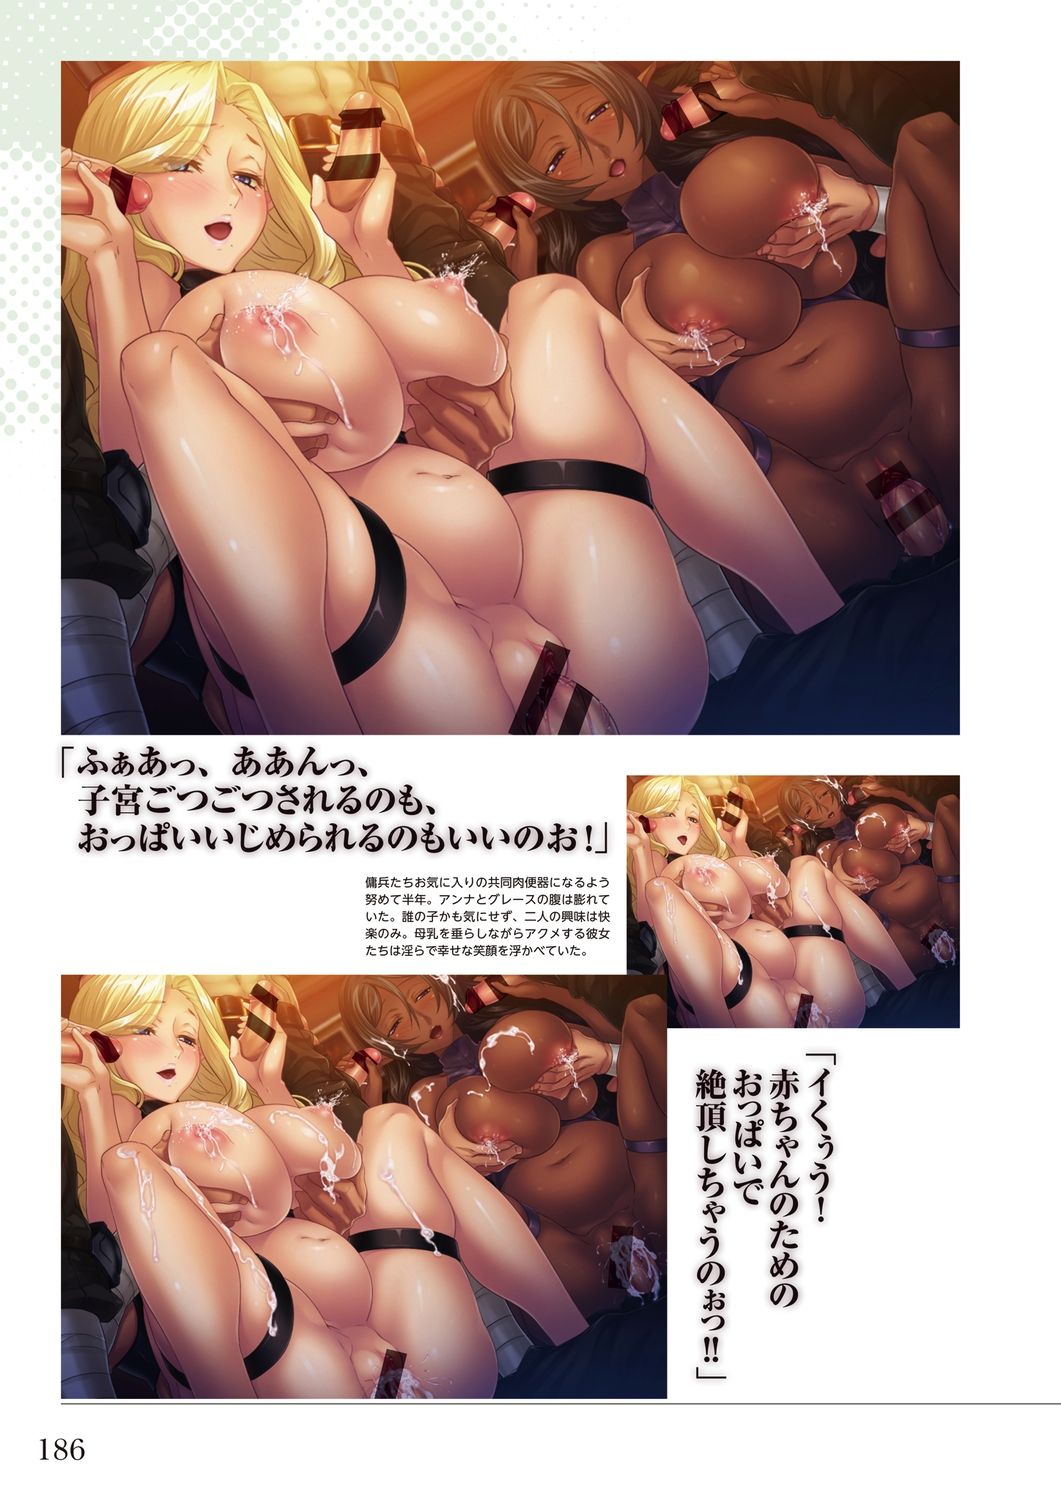 「ふぁあっ、ああんっ、
子宮ごつごつされるのも、
おっぱいいじめられるのもいいのお！」
傭兵たちお気に入りの共同肉便器になるよう
努めて半年。アンナとグレースの腹は膨れて
いた。誰の子かも気にせず、二人の興味は快
楽のみ。母乳を垂らしながらアクメする彼女
たちは淫らで幸せな笑顔を浮かべていた。
「イくぅう！
赤ちゃんのための
おっぱいで
絶頂しちゃうのぉっ!!」
186